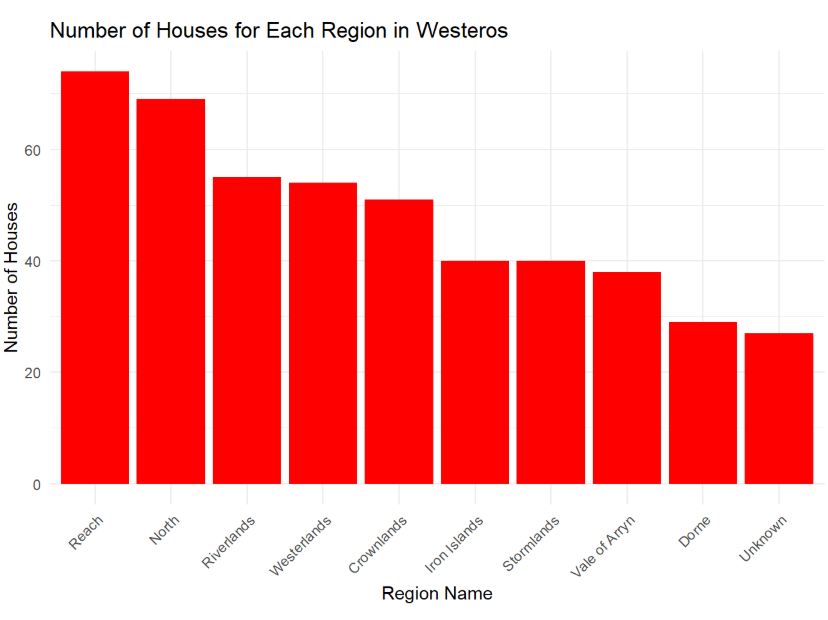 Number of Houses for Each Region in Westeros
Number of Houses
60
40
20
0
Reach
North
Riverlands
Westerlands
Crownlands
Iron Islands
Stormlands
Vale of Arryn
Dorne
Unknown
Region Name